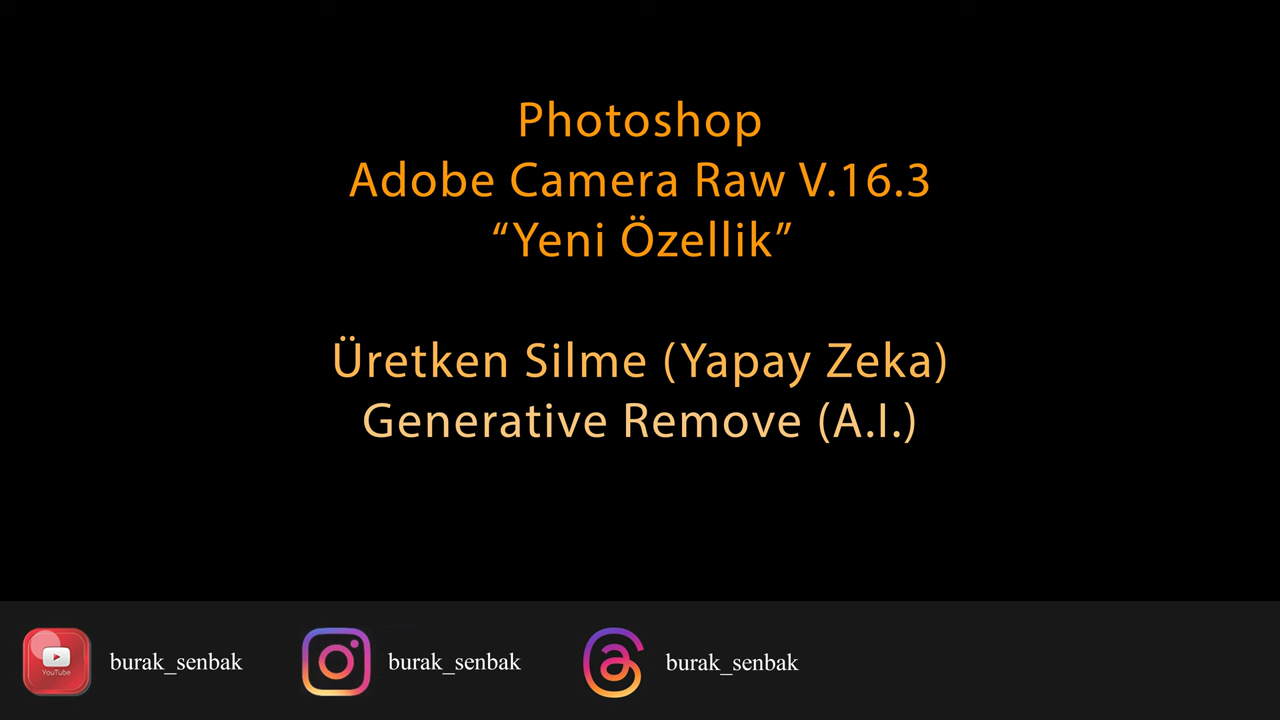 Photoshop
Adobe Camera Raw V.16.3
“Yeni Özellik”
Üretken Silme (Yapay Zeka)
Generative Remove (A.I.)
YouTube
burak_senbak
burak_senbak
burak_senbak